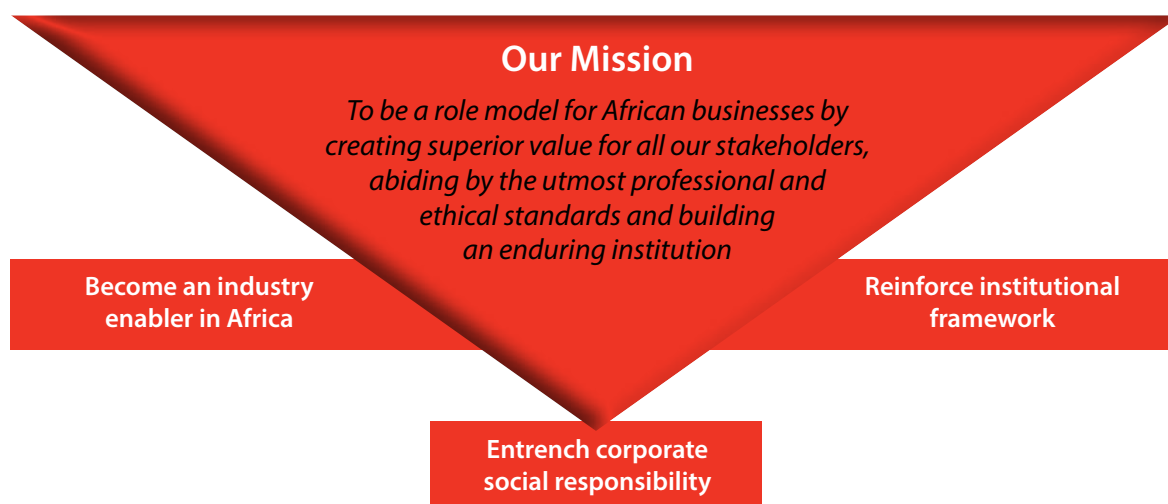 Our Mission
To be a role model for African businesses by
creating superior value for all our stakeholders,
abiding by the utmost professional and
ethical standards and building
an enduring institution
Become an industry
enabler in Africa
Reinforce institutional
framework
Entrench corporate
social responsibility